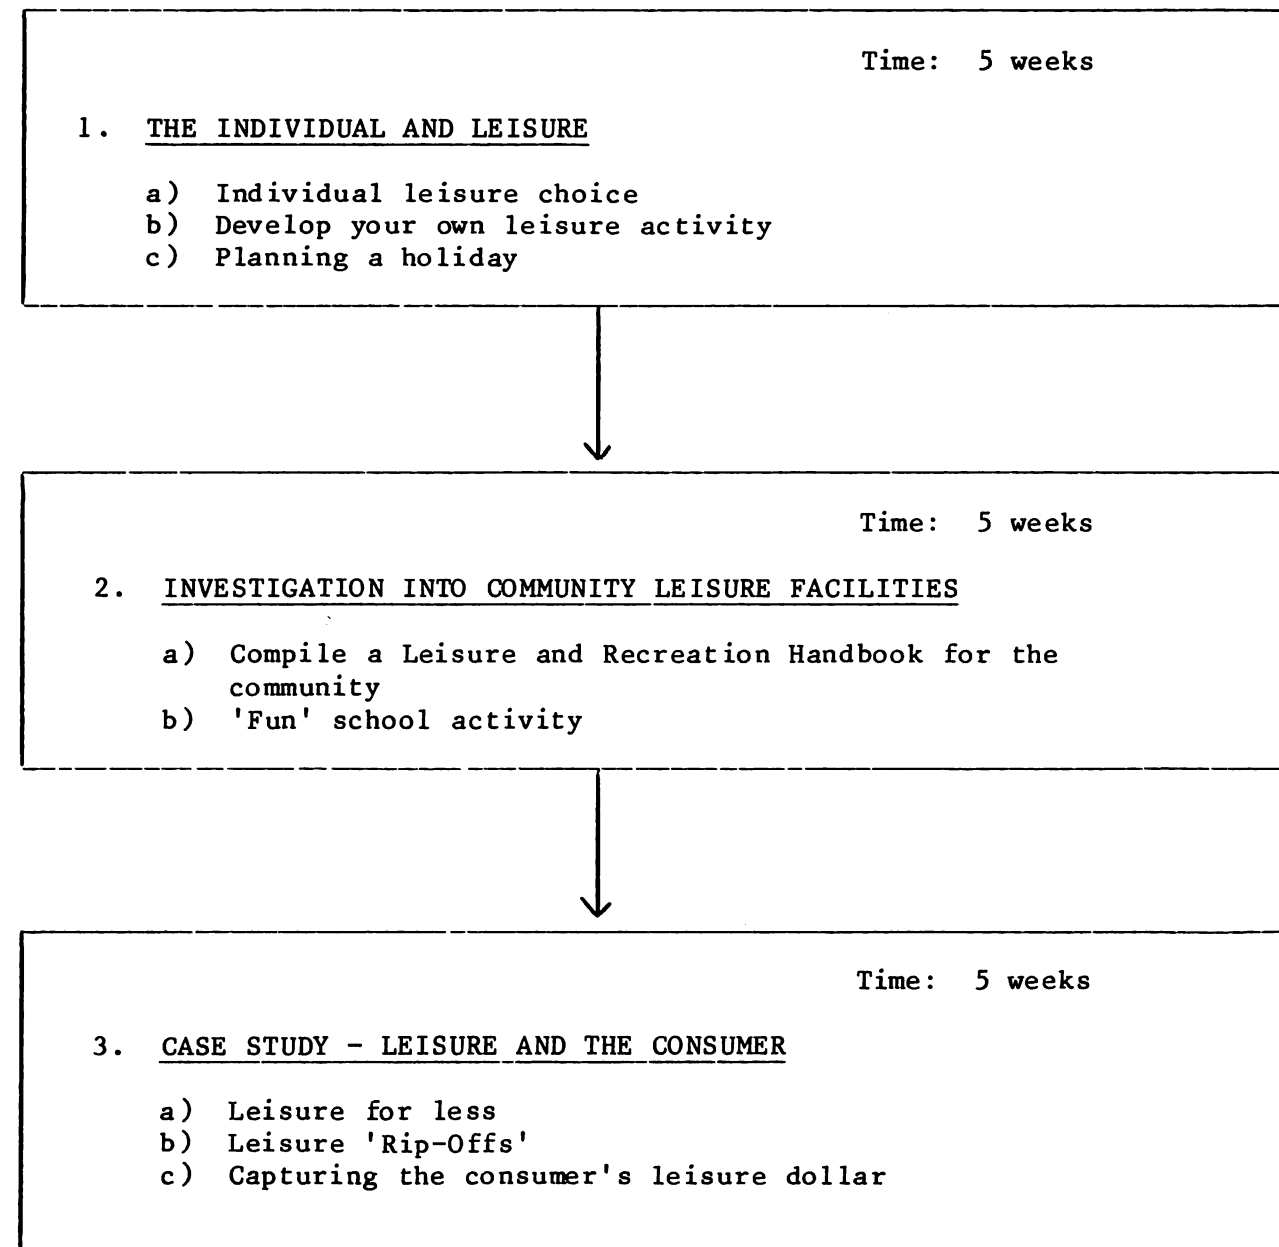 Time: 5 weeks
1. THE INDIVIDUAL AND LEISURE
a) Individual leisure choice
b) Develop your own leisure activity
c) Planning a holiday
Time: 5 weeks
2. INVESTIGATION INTO COMMUNITY LEISURE FACILITIES
a) Compile a Leisure and Recreation Handbook for the
community
b) 'Fun' school activity
Time: 5 weeks
3. CASE STUDY - LEISURE AND THE CONSUMER
a) Leisure for less
b) Leisure 'Rip-Offs'
c) Capturing the consumer's leisure dollar